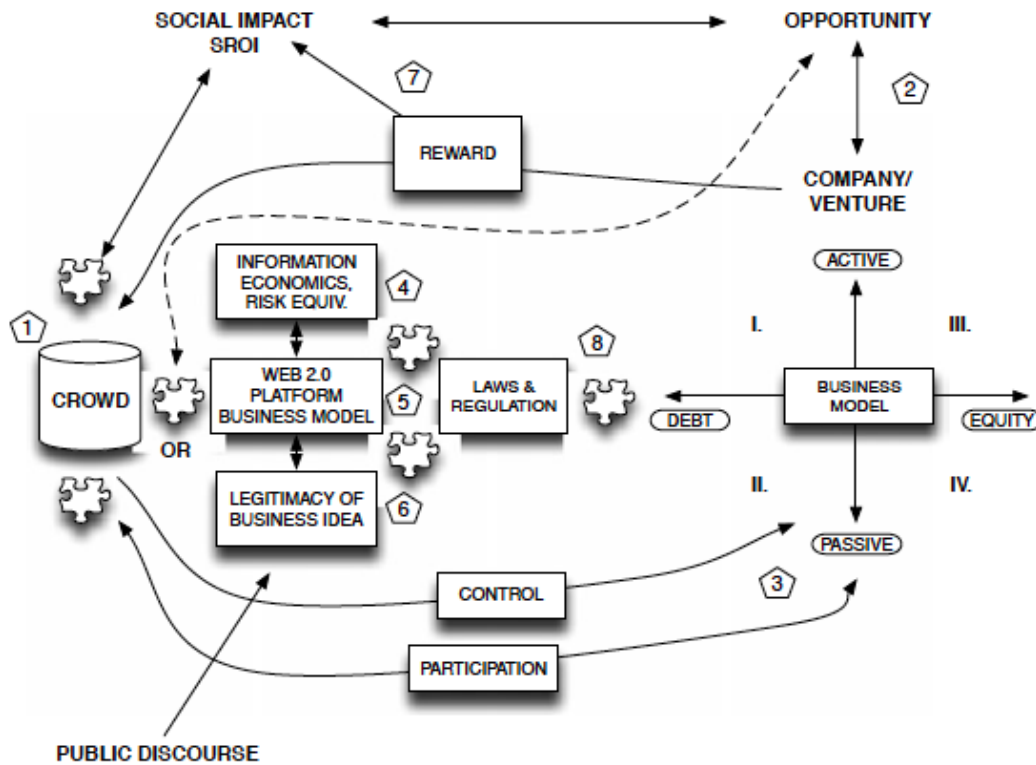 SOCIAL IMPACT
SROI
OPPORTUNITY
7
2
REWARD
COMPANY/
VENTURE
INFORMATION
ECONOMICS,
RISK EQUIV.
4
ACTIVE
1
I.
III.
8
CROWD
WEB 2.0
PLATFORM
BUSINESS MODEL
5
LAWS &
REGULATION
BUSINESS
MODEL
DEBT
EQUITY
OR
LEGITIMACY OF
BUSINESS IDEA
6
II.
IV.
PASSIVE
3
CONTROL
PARTICIPATION
PUBLIC DISCOURSE